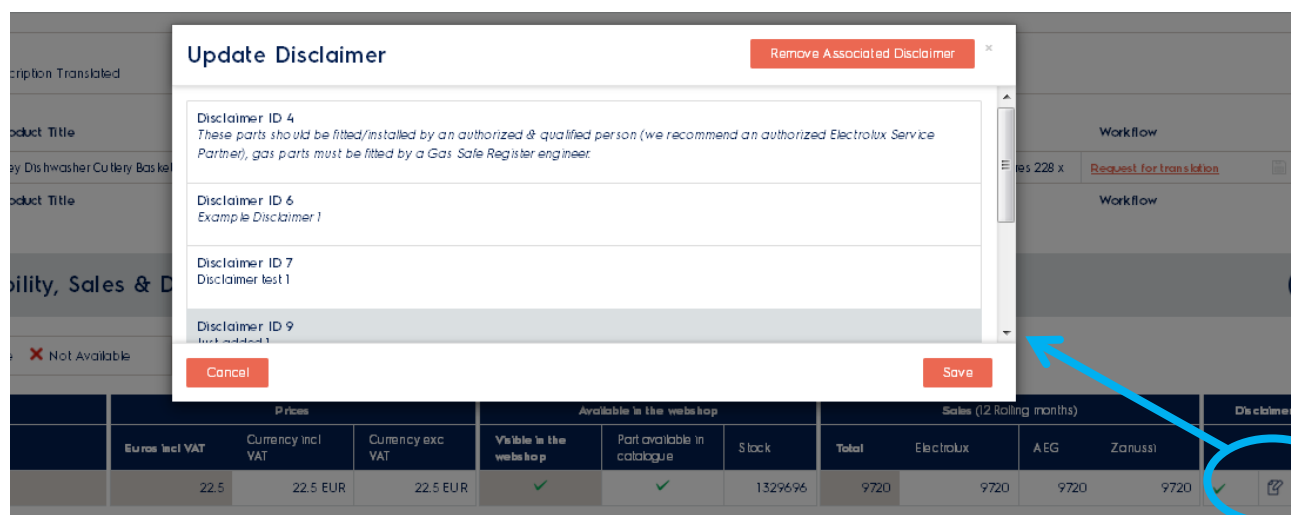 Update Disclaimer
Remove Associated Disclaimer
×
cription Translated
Disclaimer ID 4
These parts should be fitted/installed by an authorized & qualified person (we recommend an authorized Electrolux Service
Partner), gas parts must be fitted by a Gas Safe Register engineer.
oduct Title
Workflow
ey Dishwasher Cutlery Basket
res 228 x
Request for translation
Disclaimer ID 6
Example Disclaimer 1
oduct Title
Workflow
Disclaimer ID 7
Disclaimer test 1
bility, Sales & D
Disclaimer ID 9
Just added 1
Not Available
Cancel
Save
Prices
Available in the webshop
Sales (12 Rolling months)
Disclaimer
Euros incl VAT
Currency incl VAT
Currency exc VAT
Visible in the webshop
Part available in catalogue
Stock
Total
Electrolux
AEG
Zanussi
22.5
22.5 EUR
22.5 EUR
1329696
9720
9720
9720
9720